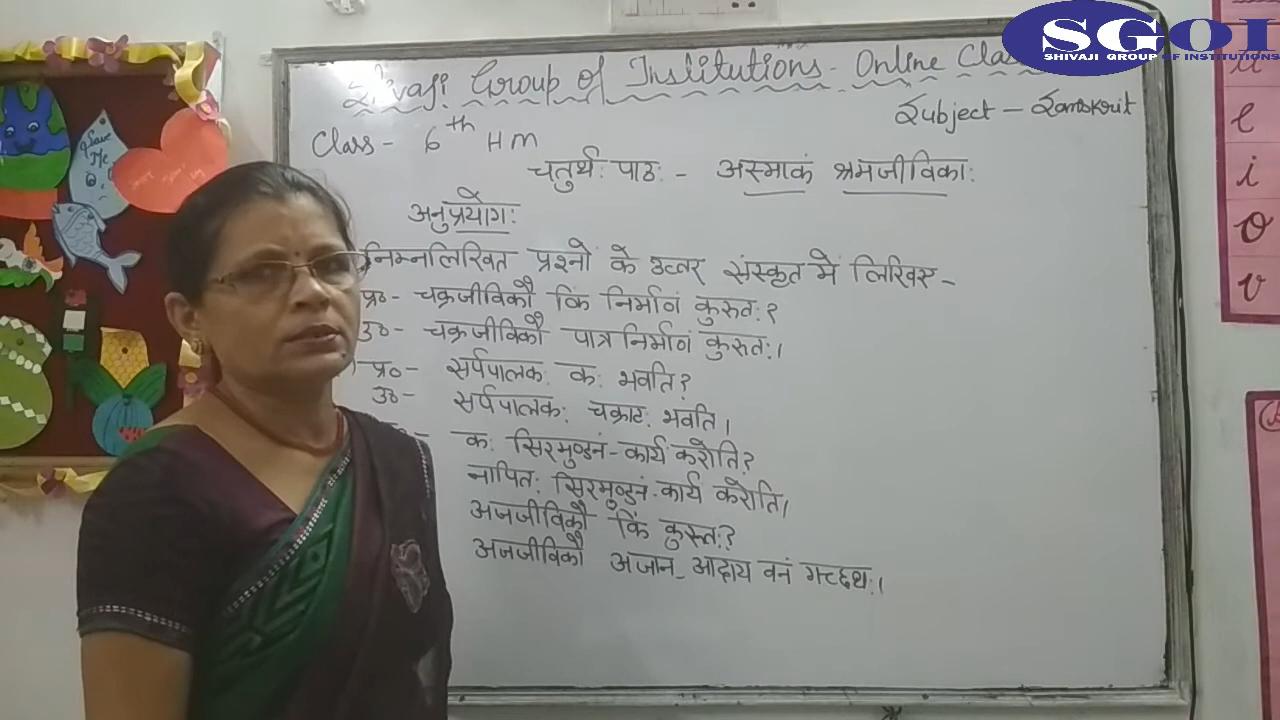 SGOI
SHIVAJI GROUP OF INSTITUTIONS
Shivaji Group of Institutions - Online Class
Subject - Sanskrit
Class - 6th HM
चतुर्थः पाठः - अस्माकं श्रमजीविकाः
अनुप्रयोगः
निम्नलिखित प्रश्नों के उत्तर संस्कृत में लिखिए -
प्र० - चक्रजीविकौ किं निर्माणं कुरुतः?
उ० - चक्रजीविकौ पात्र निर्माणं कुरुतः।
प्र० - सर्पपालकः कः भवति?
उ० - सर्पपालकः चक्राटः भवति।
कः सिरमुण्डनं - कार्यं करोति?
नापितः सिरमुण्डनं - कार्यं करोति।
अजजीविकौ किं कुरुतः?
अजजीविकौ अजान् आदाय वनं गच्छथः।
Save Me
u
e
i
o
v